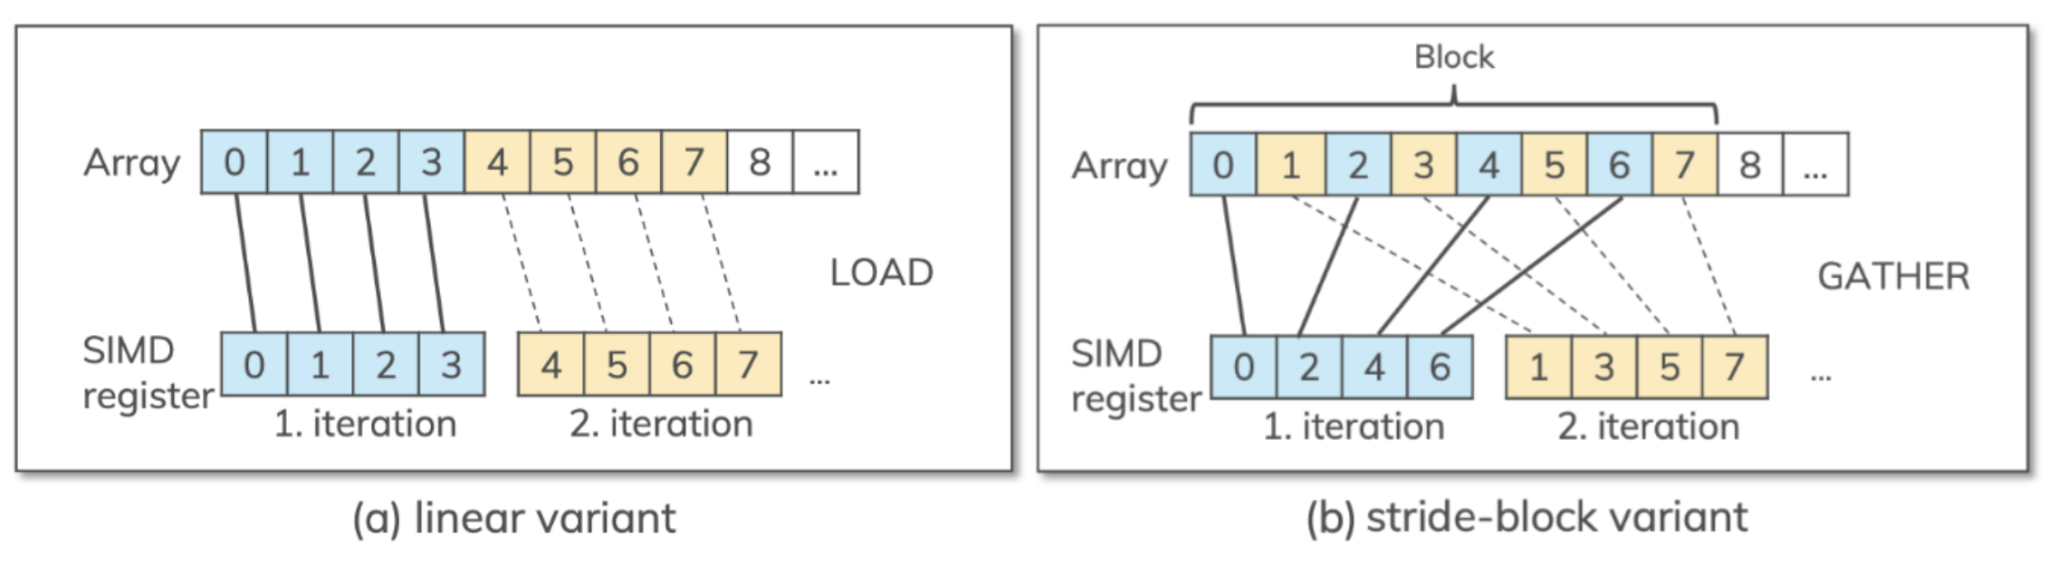 Array 0 1 2 3 4 5 6 7 8 ...
LOAD
SIMD
register
0 1 2 3 4 5 6 7 ...
1. iteration 2. iteration
(a) linear variant
Block
Array 0 1 2 3 4 5 6 7 8 ...
GATHER
SIMD
register
0 2 4 6 1 3 5 7 ...
1. iteration 2. iteration
(b) stride-block variant